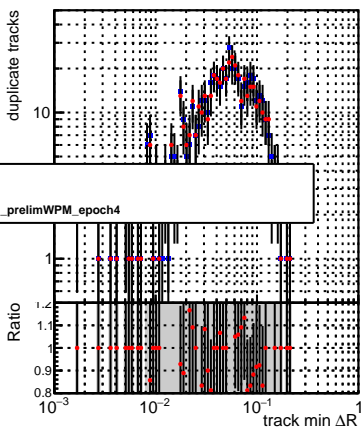 duplicate tracks
10
_prelimWPM_epoch4
1
Ratio
1.2
1.1
1
0.9
0.8
10−3
10−2
10−1
1
track min ΔR